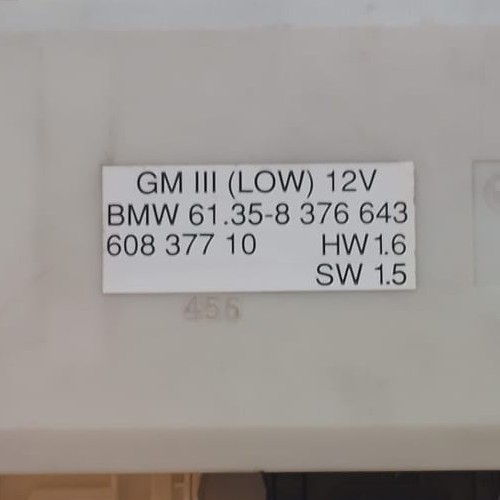 GM III (LOW) 12V
BMW 61.35-8 376 643
608 377 10 HW 1.6
SW 1.5
456